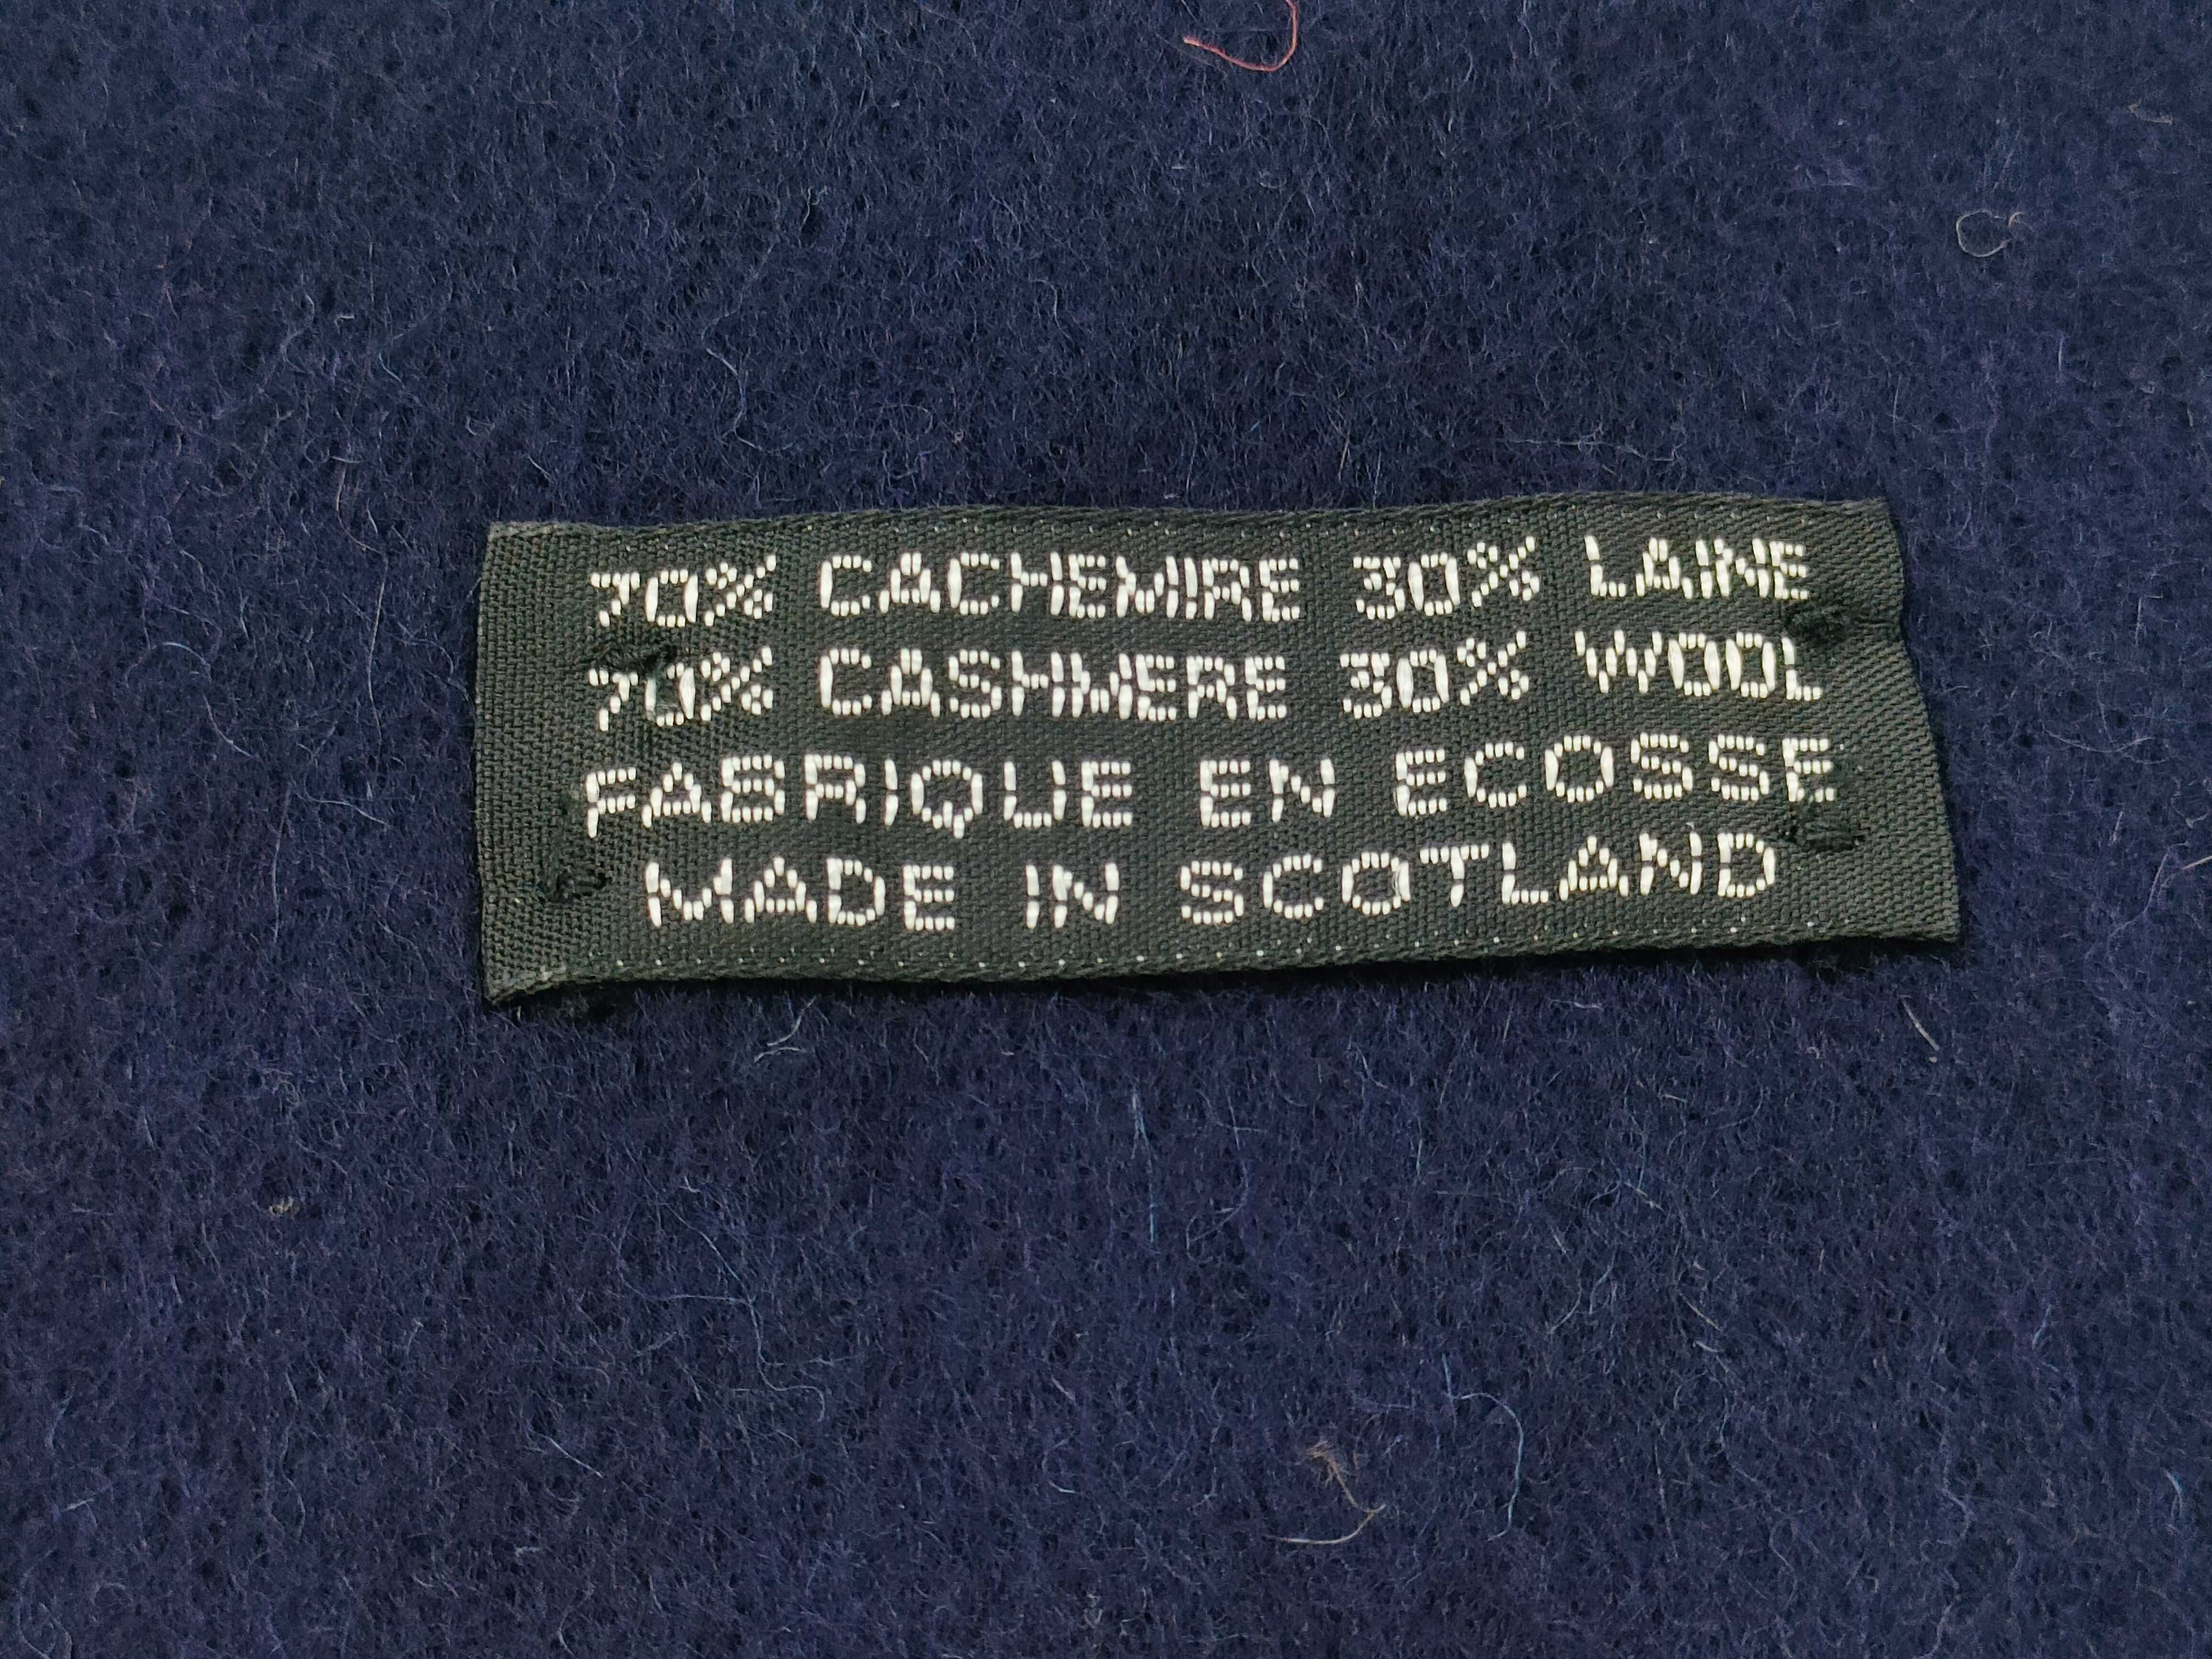 70% CACHEMIRE 30% LAINE
70% CASHMERE 30% WOOL
FABRIQUE EN ECOSSE
MADE IN SCOTLAND